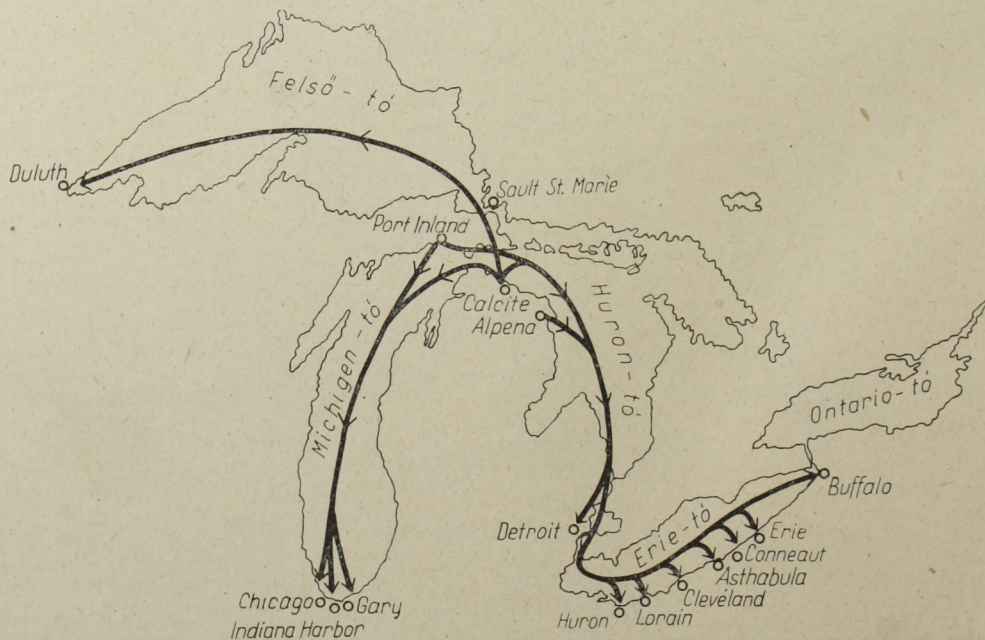 Felső-tó
Duluth
Sault St. Marìe
Port Inland
Calcite
Alpena
Huron-tó
Michigen-tó
Ontario-tó
Buffalo
Detroit
Erie-tó
Erie
Conneaut
Asthabula
Cleveland
Lorain
Huron
Chicago
Gary
Indiana Harbor